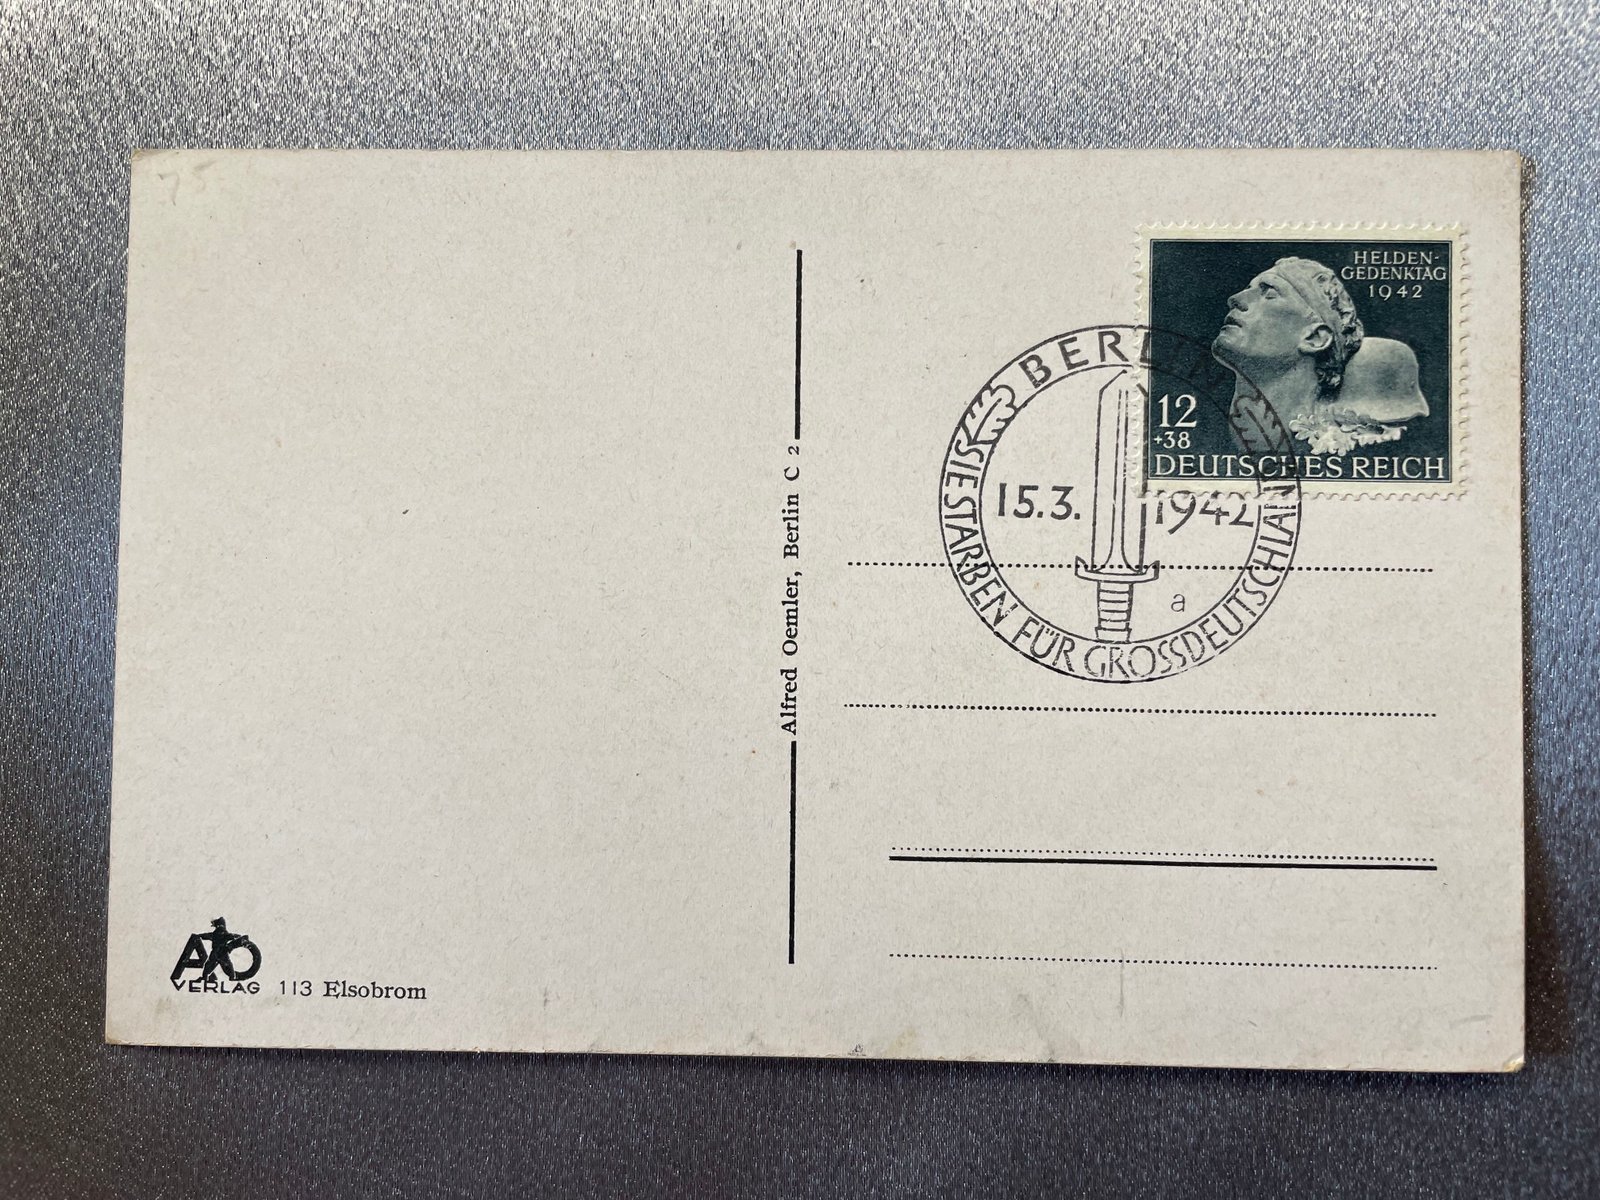 75
HELDEN-
GEDENKTAG
1942
12
+38
DEUTSCHES REICH
BERLIN
15.3. 1942
a
SIE STARBEN FÜR GROSSDEUTSCHLAND
Alfred Oemler, Berlin C 2
AO
VERLAG 113 Elsobrom